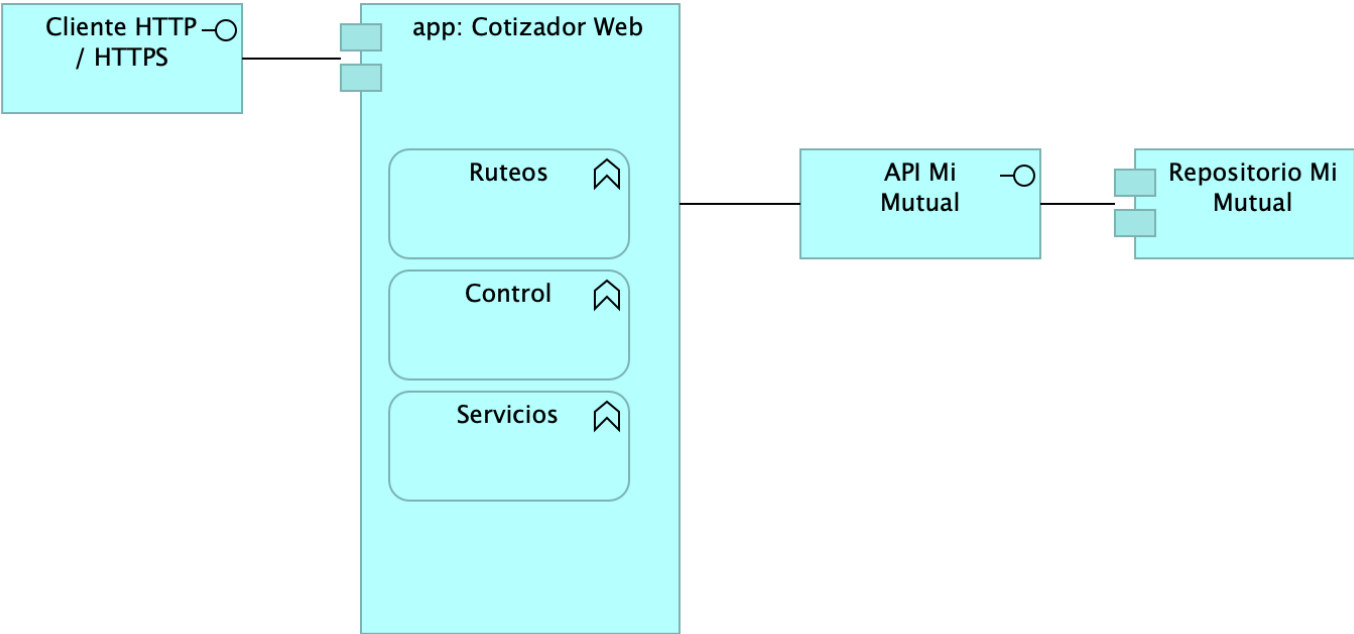 Cliente HTTP
/ HTTPS
app: Cotizador Web
Ruteos
Control
Servicios
API Mi
Mutual
Repositorio Mi
Mutual